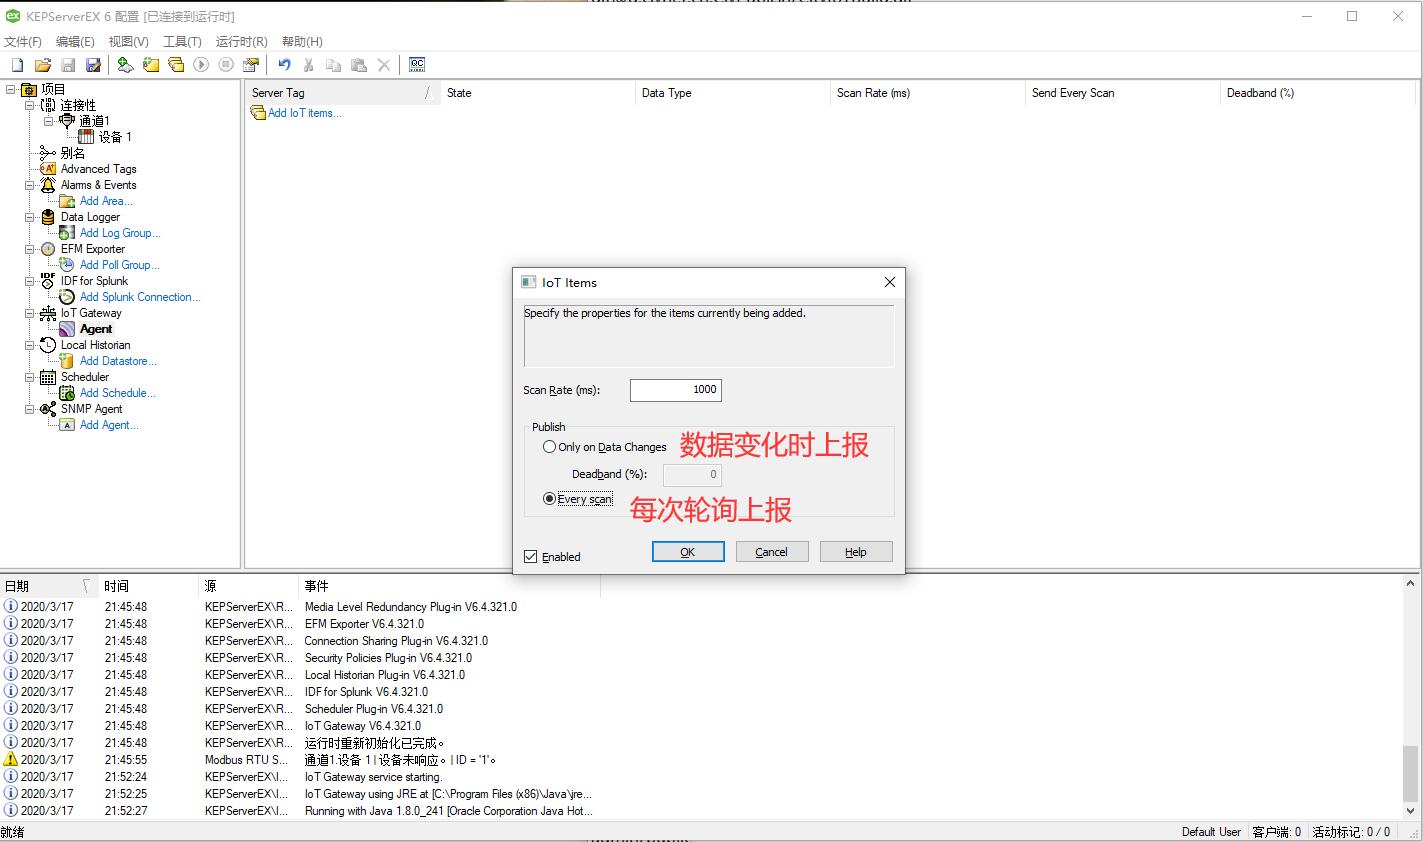 KEPServerEX 6 配置 [已连接到运行时]
文件(F) 编辑(E) 视图(V) 工具(T) 运行时(R) 帮助(H)
项目
连接性
通道1
设备 1
别名
Advanced Tags
Alarms & Events
Add Area...
Data Logger
Add Log Group...
EFM Exporter
Add Poll Group...
IDF for Splunk
Add Splunk Connection...
IoT Gateway
Agent
Local Historian
Add Datastore...
Scheduler
Add Schedule...
SNMP Agent
Add Agent...
Server Tag State Data Type Scan Rate (ms) Send Every Scan Deadband (%)
Add IoT items...
IoT Items
Specify the properties for the items currently being added.
Scan Rate (ms): 1000
Publish
Only on Data Changes 数据变化时上报
Deadband (%): 0
Every scan 每次轮询上报
Enabled OK Cancel Help
日期 时间 源 事件
2020/3/17 21:45:48 KEPServerEX\R... Media Level Redundancy Plug-in V6.4.321.0
2020/3/17 21:45:48 KEPServerEX\R... EFM Exporter V6.4.321.0
2020/3/17 21:45:48 KEPServerEX\R... Connection Sharing Plug-in V6.4.321.0
2020/3/17 21:45:48 KEPServerEX\R... Security Policies Plug-in V6.4.321.0
2020/3/17 21:45:48 KEPServerEX\R... Local Historian Plug-in V6.4.321.0
2020/3/17 21:45:48 KEPServerEX\R... IDF for Splunk V6.4.321.0
2020/3/17 21:45:48 KEPServerEX\R... Scheduler Plug-in V6.4.321.0
2020/3/17 21:45:48 KEPServerEX\R... IoT Gateway V6.4.321.0
2020/3/17 21:45:48 KEPServerEX\R... 运行时重新初始化已完成。
2020/3/17 21:45:55 Modbus RTU S... 通道1.设备 1 | 设备未响应。 | ID = '1'。
2020/3/17 21:52:24 KEPServerEX\I... IoT Gateway service starting.
2020/3/17 21:52:25 KEPServerEX\I... IoT Gateway using JRE at [C:\Program Files (x86)\Java\jre...
2020/3/17 21:52:27 KEPServerEX\I... Running with Java 1.8.0_241 [Oracle Corporation Java Hot...
就绪 Default User 客户端: 0 活动标记: 0 / 0